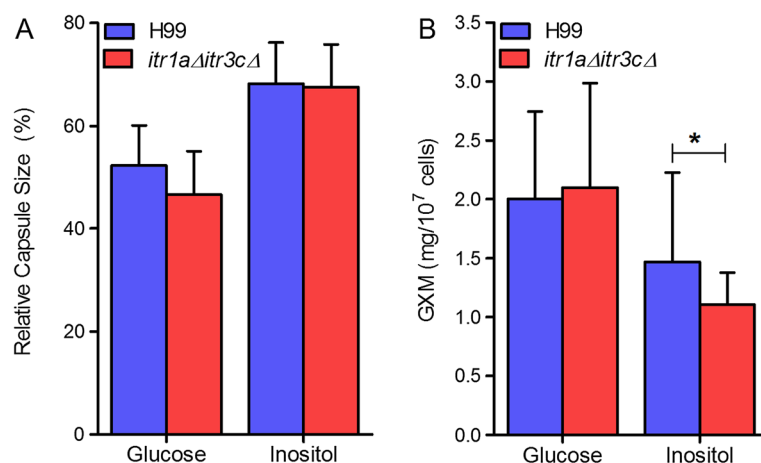 A
H99
itr1aΔitr3cΔ
Relative Capsule Size (%)
80
60
40
20
0
Glucose
Inositol
B
H99
itr1aΔitr3cΔ
GXM (mg/10⁷ cells)
3.5
3.0
2.5
2.0
1.5
1.0
0.5
0.0
*
Glucose
Inositol